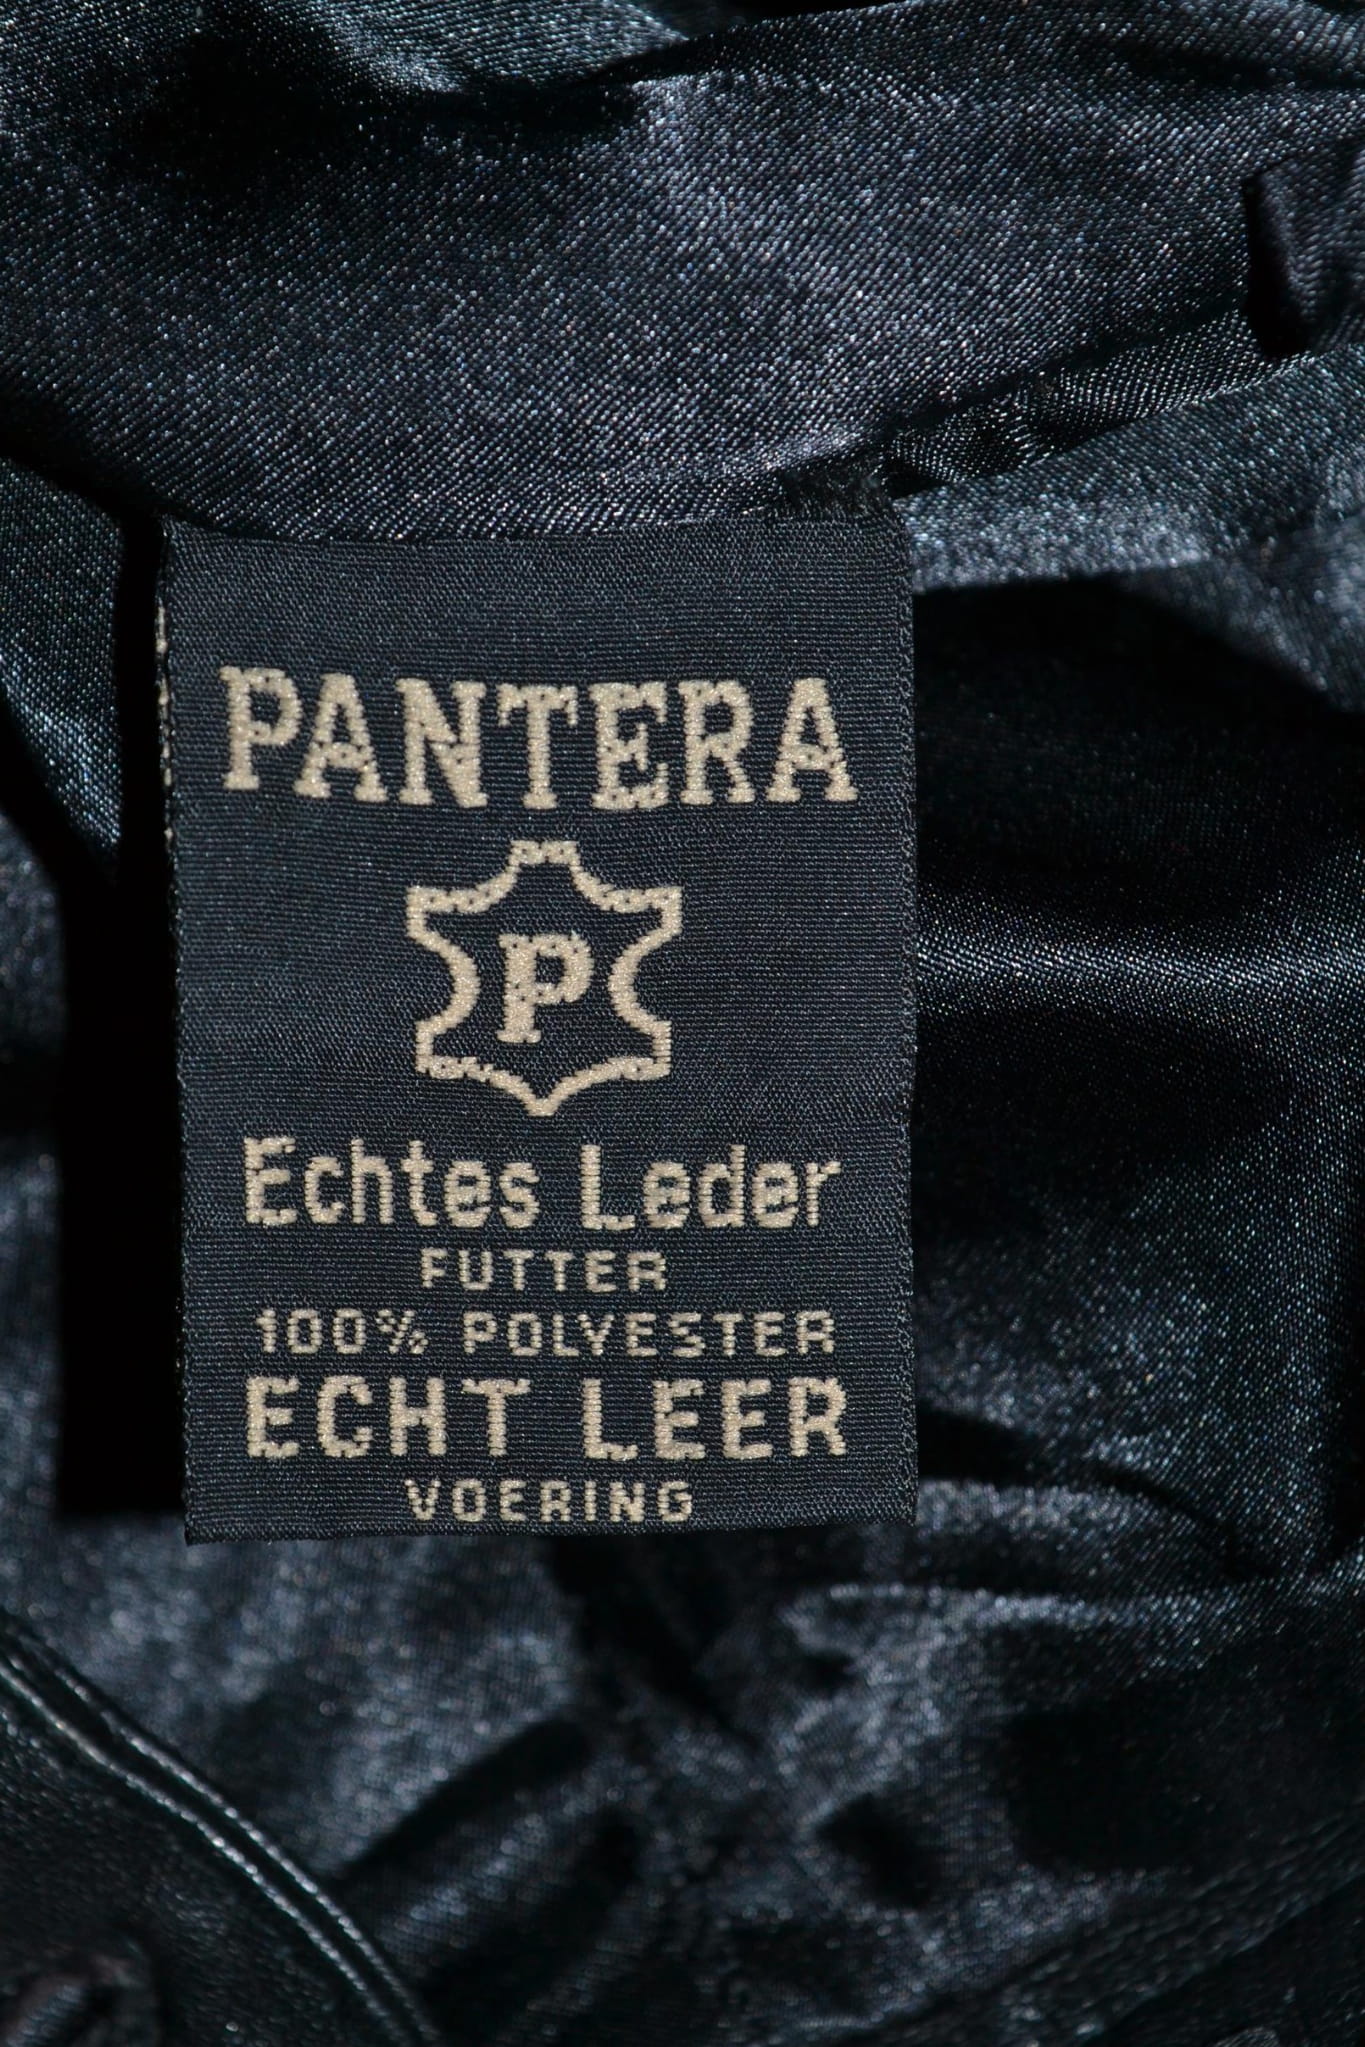 PANTERA
P
Echtes Leder
FUTTER
100% POLYESTER
ECHT LEER
VOERING